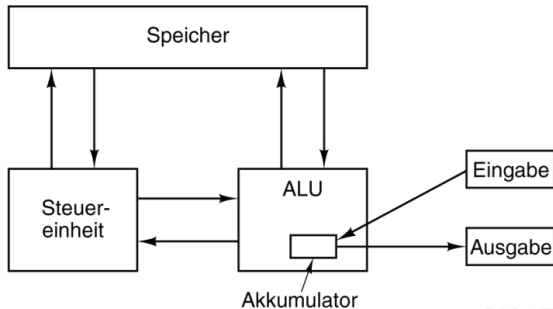 Speicher
Steuer-
einheit
ALU
Eingabe
Ausgabe
Akkumulator